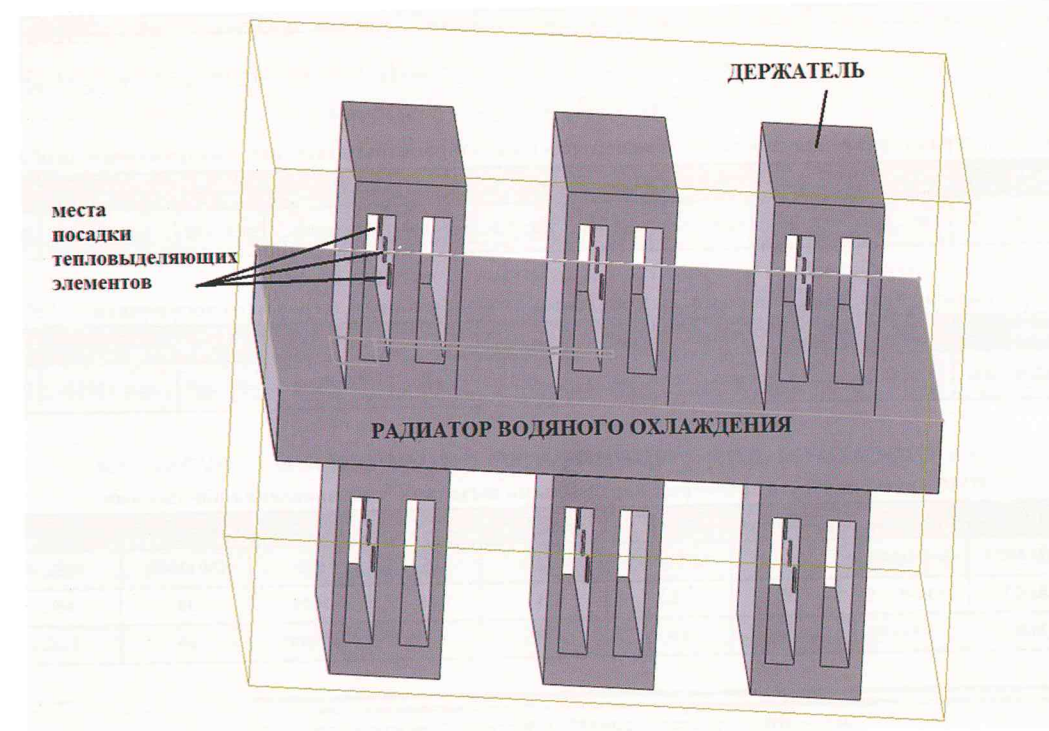 ДЕРЖАТЕЛЬ
места
посадки
тепловыделяющих
элементов
РАДИАТОР ВОДЯНОГО ОХЛАЖДЕНИЯ